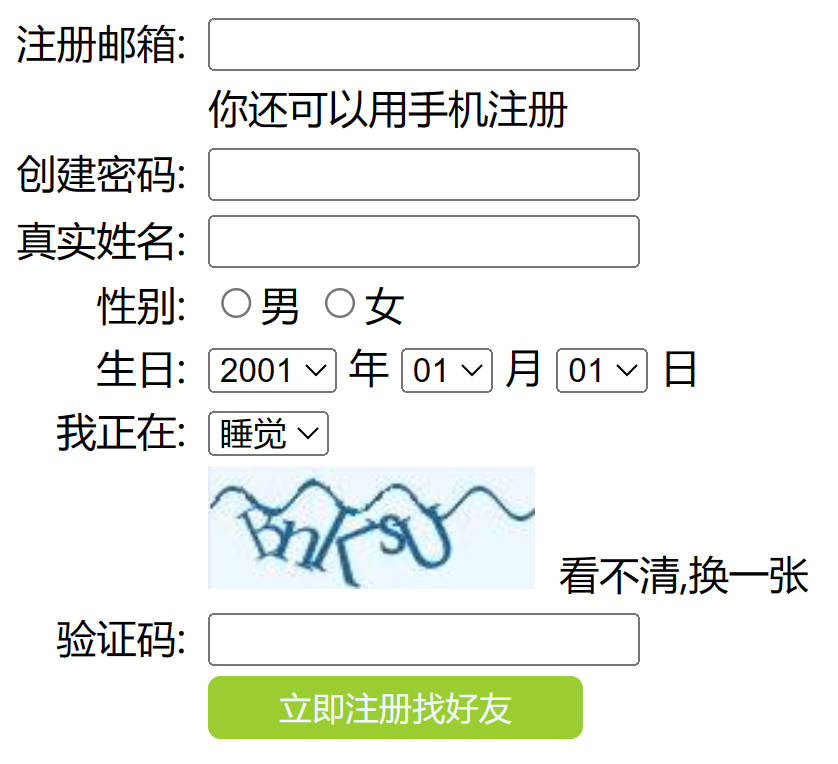 注册邮箱:
你还可以用手机注册
创建密码:
真实姓名:
性别: 男 女
生日: 2001 年 01 月 01 日
我正在: 睡觉
BnKsU
看不清,换一张
验证码:
立即注册找好友